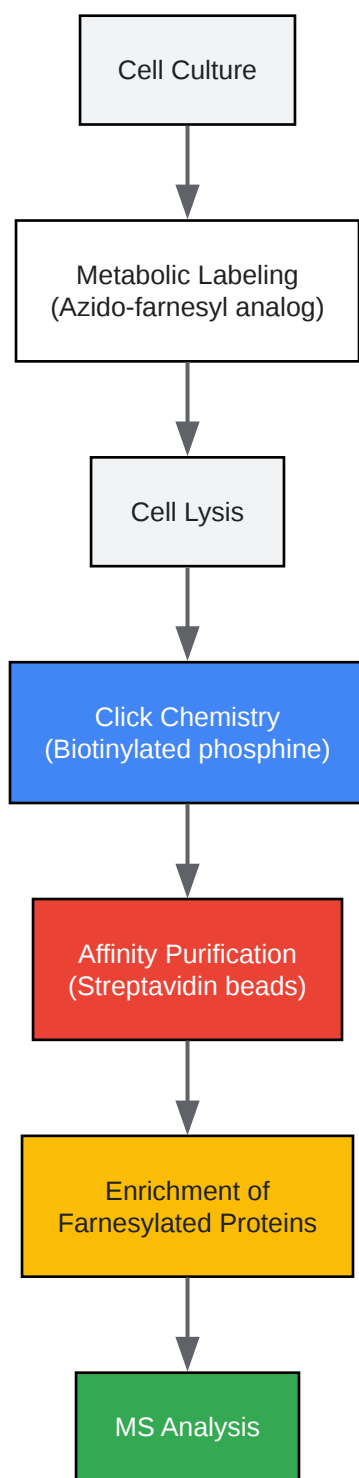 Cell Culture
Metabolic Labeling
(Azido-farnesyl analog)
Cell Lysis
Click Chemistry
(Biotinylated phosphine)
Affinity Purification
(Streptavidin beads)
Enrichment of
Farnesylated Proteins
MS Analysis